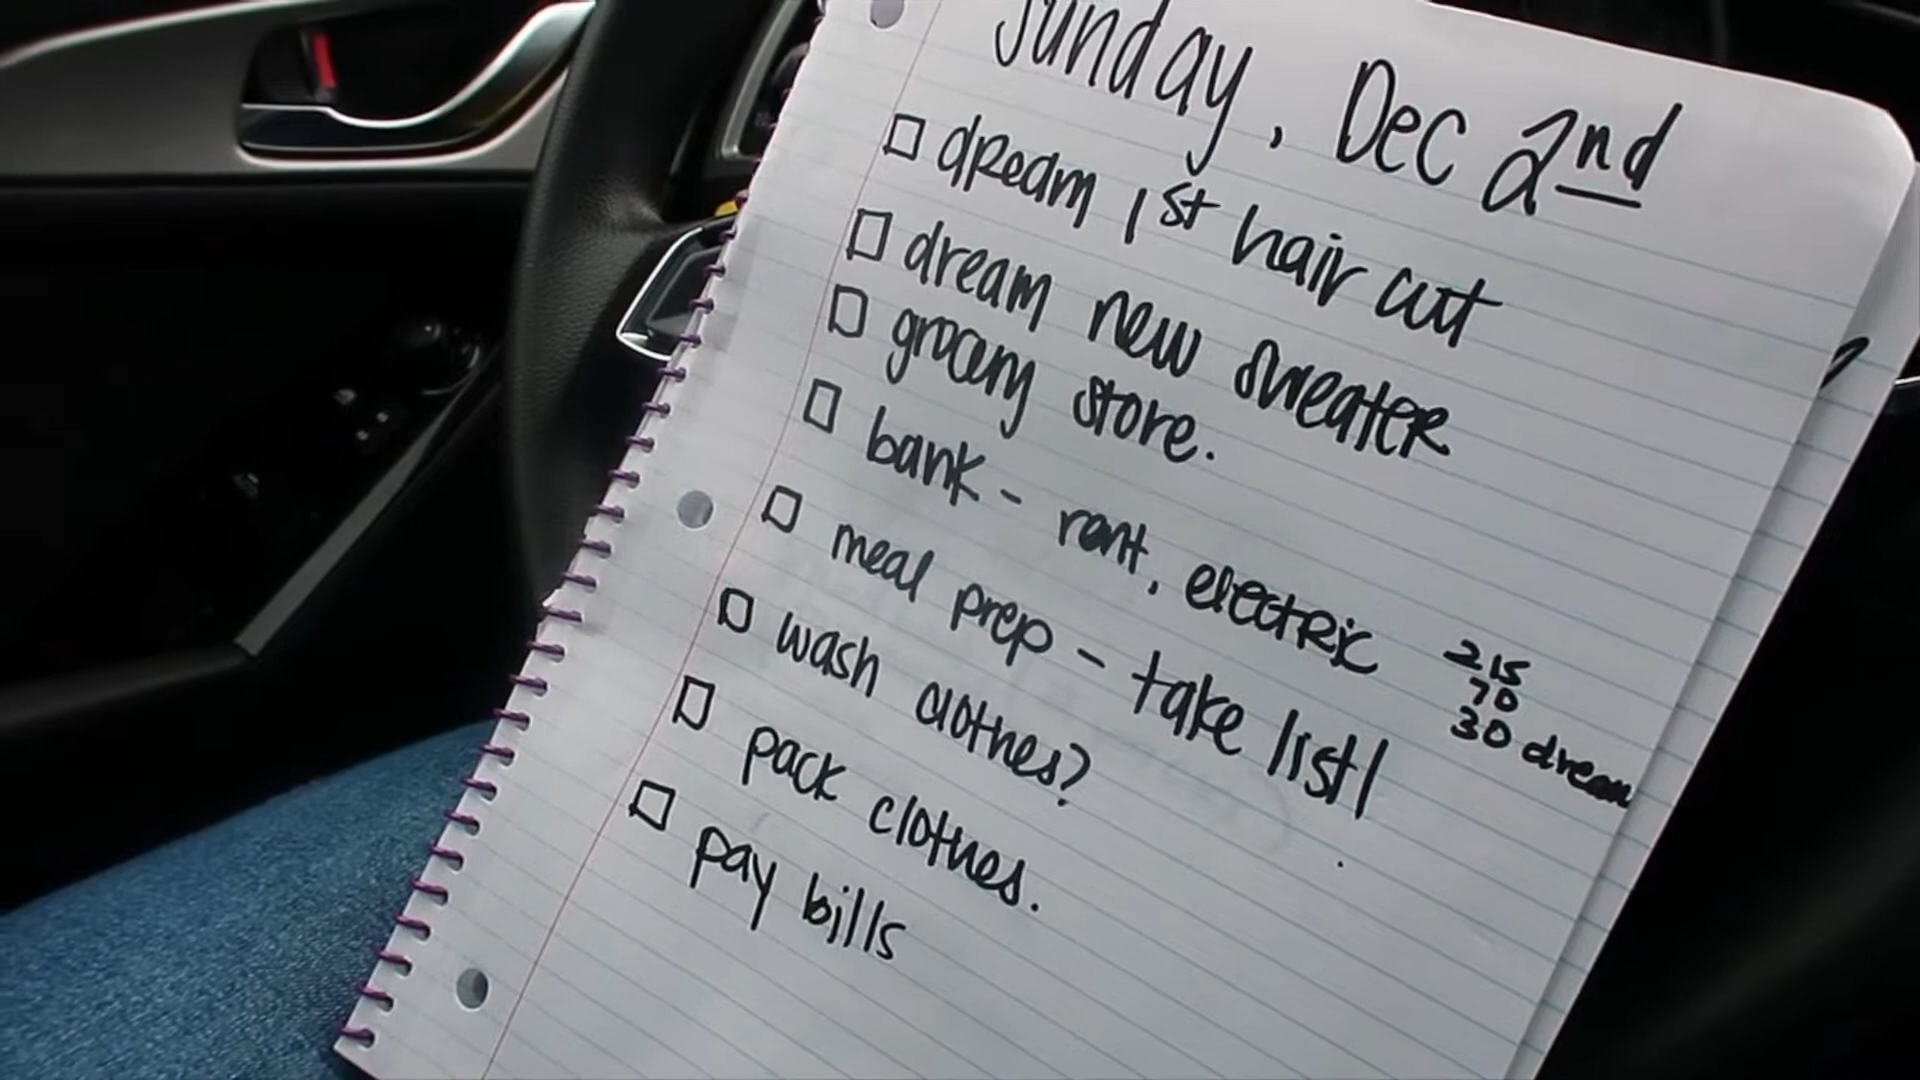 Sunday, Dec 2nd
dream 1st hair cut
dream new sweater
grocery store.
bank - rent, electric
215
70
30 dream
meal prep - take list!
wash clothes?
pack clothes.
pay bills